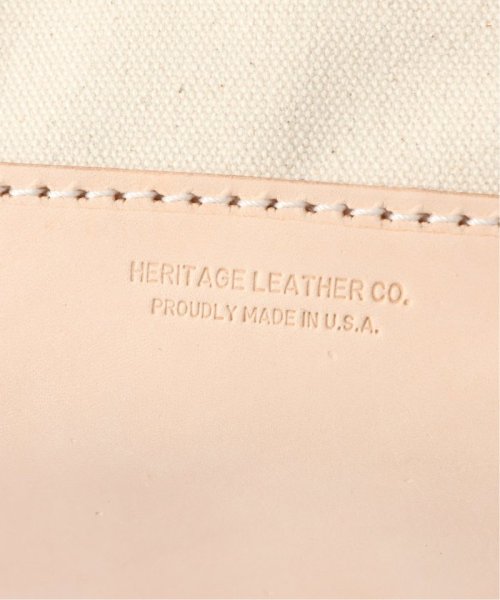 HERITAGE LEATHER CO.
PROUDLY MADE IN U.S.A.